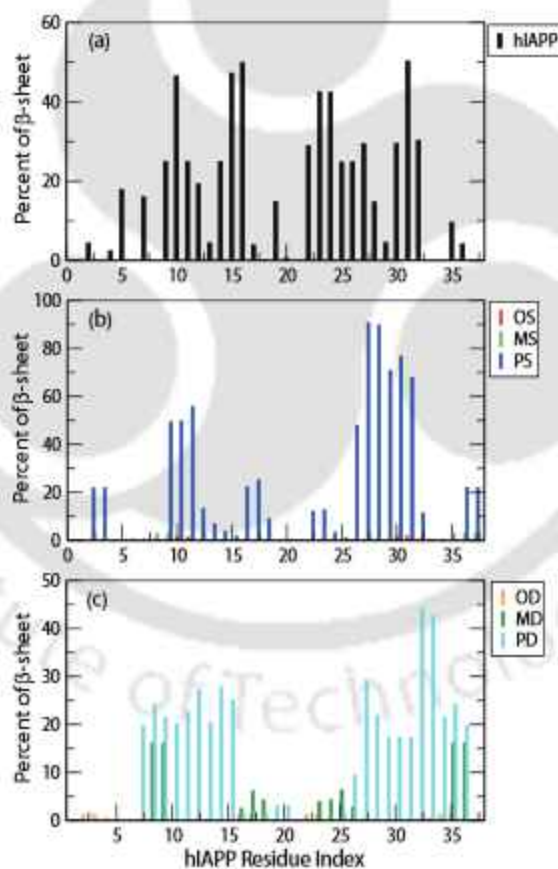 (a)
hIAPP
Percent of β-sheet
60
40
20
0
0 5 10 15 20 25 30 35
(b)
OS
MS
PS
Percent of β-sheet
100
80
60
40
20
0
0 5 10 15 20 25 30 35
(c)
OD
MD
PD
Percent of β-sheet
50
40
30
20
10
0
5 10 15 20 25 30 35
hIAPP Residue Index
of Technolo